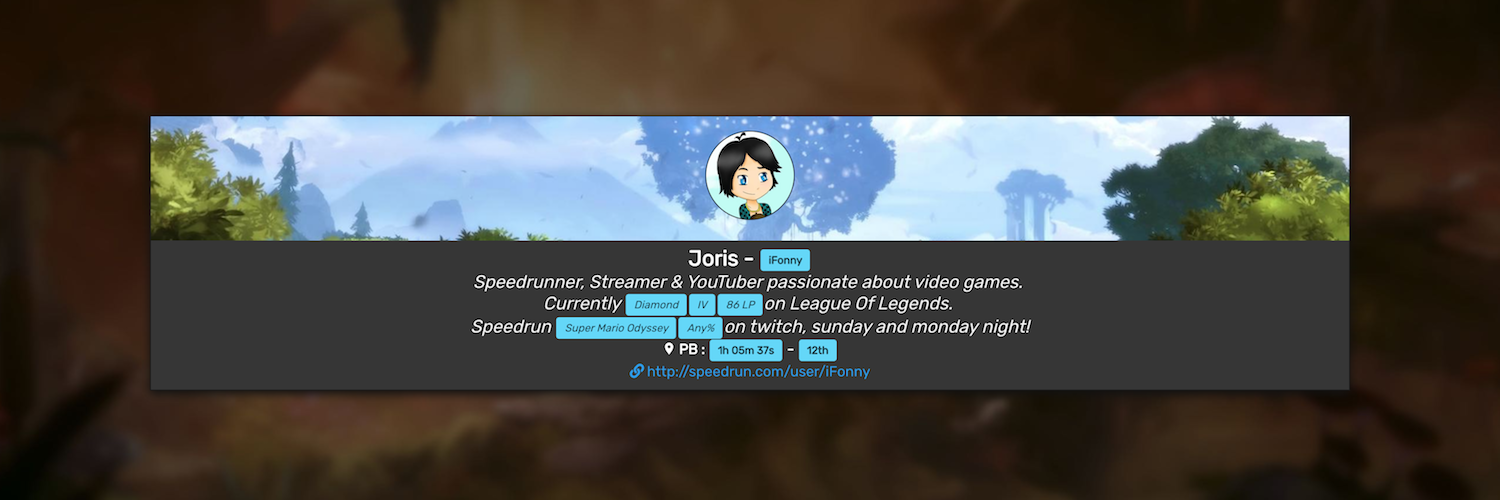 Joris - iFonny
Speedrunner, Streamer & YouTuber passionate about video games.
Currently Diamond IV 86 LP on League Of Legends.
Speedrun Super Mario Odyssey Any% on twitch, sunday and monday night!
PB : 1h 05m 37s - 12th
http://speedrun.com/user/iFonny